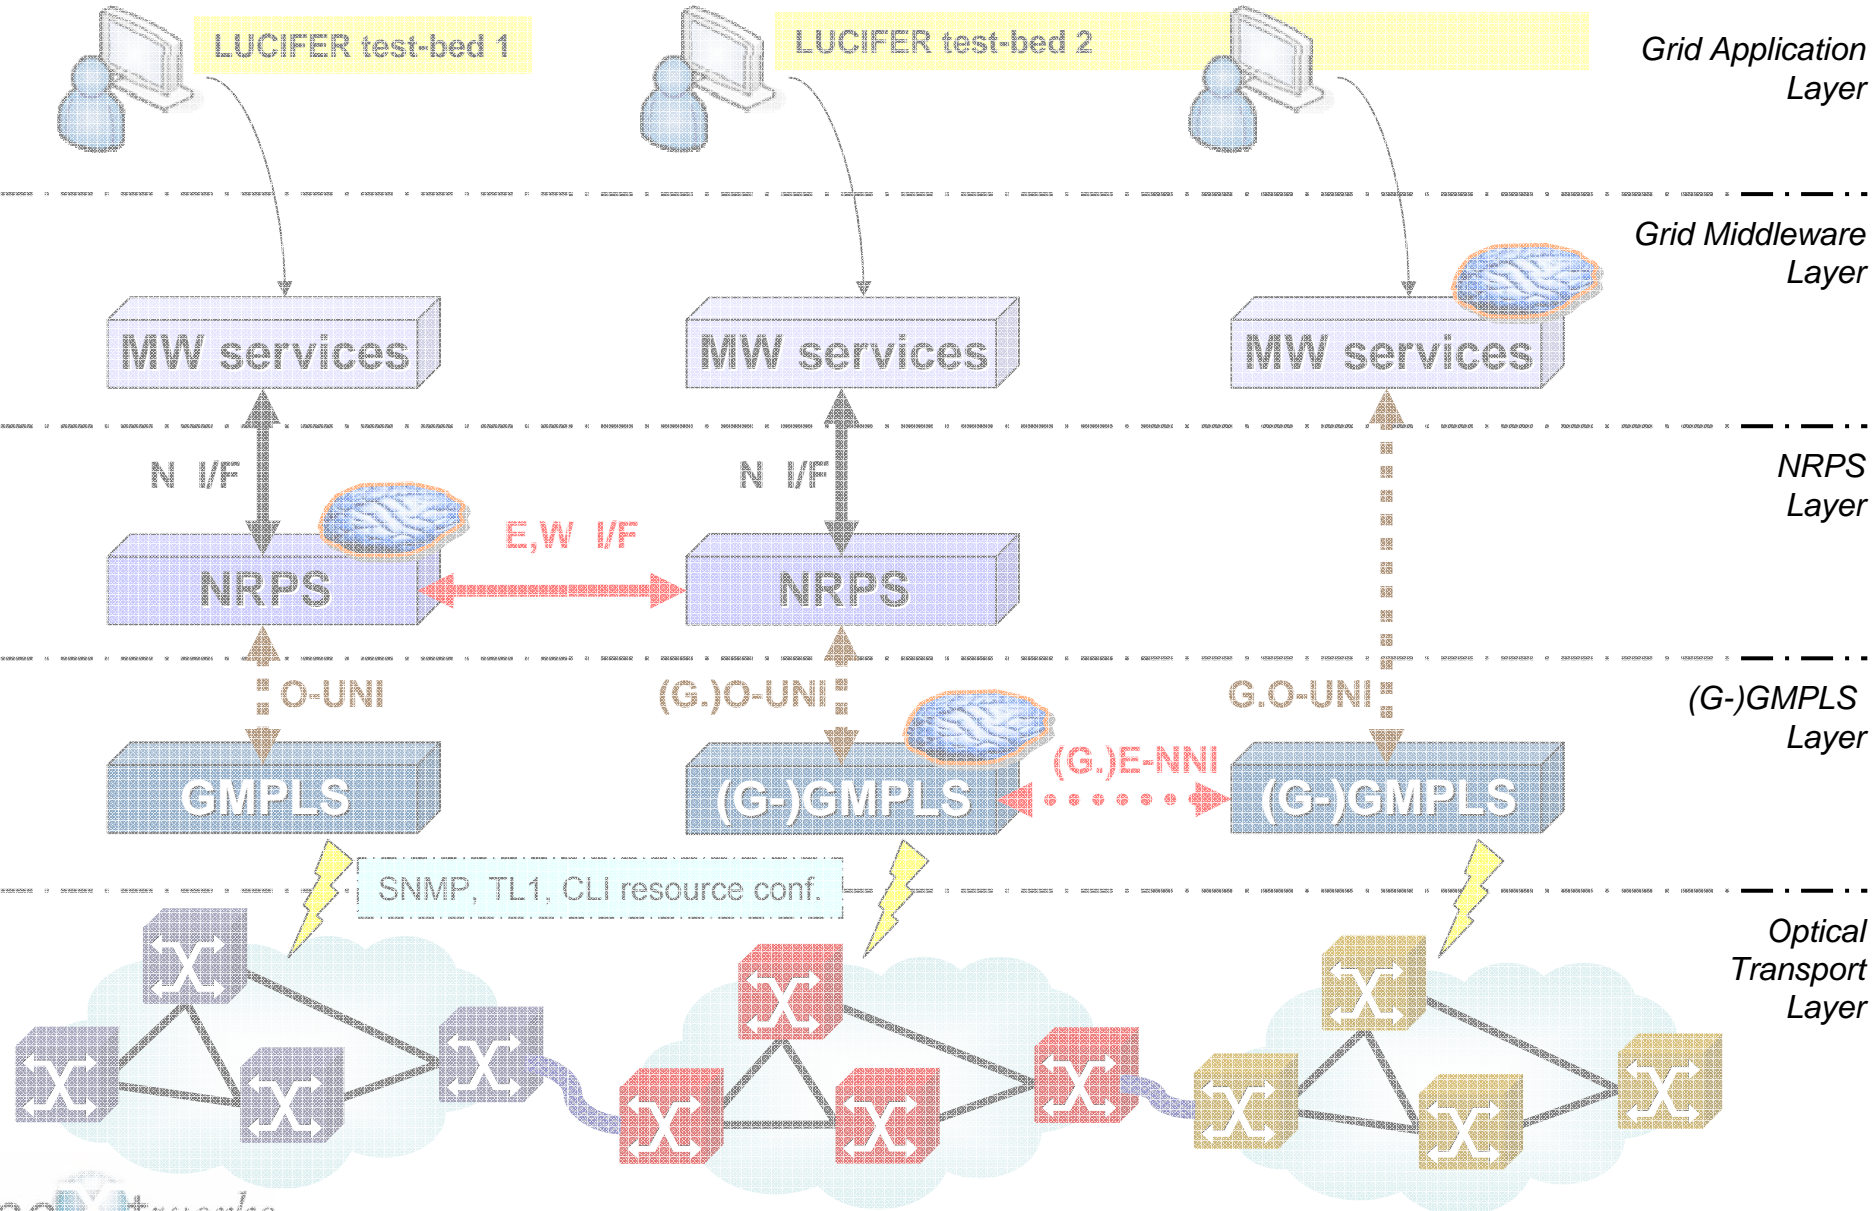 LUCIFER test-bed 1
LUCIFER test-bed 2
Grid Application
Layer
Grid Middleware
Layer
MW services
MW services
MW services
N I/F
N I/F
NRPS
Layer
E,W I/F
NRPS
NRPS
O-UNI
(G.)O-UNI
G.O-UNI
(G-)GMPLS
Layer
(G.)E-NNI
GMPLS
(G-)GMPLS
(G-)GMPLS
SNMP, TL1, CLI resource conf.
Optical
Transport
Layer